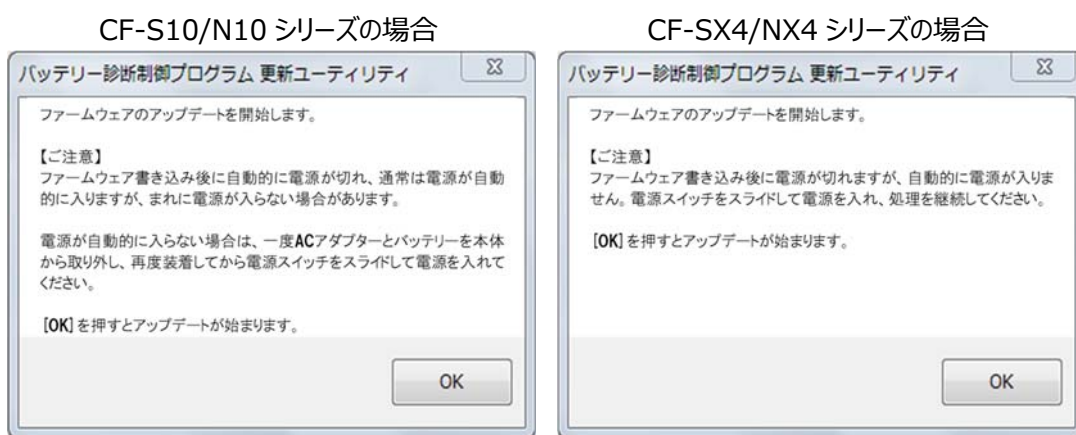 CF-S10/N10 シリーズの場合
バッテリー診断制御プログラム 更新ユーティリティ
ファームウェアのアップデートを開始します。
【ご注意】
ファームウェア書き込み後に自動的に電源が切れ、通常は電源が自動
的に入りますが、まれに電源が入らない場合があります。
電源が自動的に入らない場合は、一度ACアダプターとバッテリーを本体
から取り外し、再度装着してから電源スイッチをスライドして電源を入れて
ください。
[OK]を押すとアップデートが始まります。
OK
CF-SX4/NX4 シリーズの場合
バッテリー診断制御プログラム 更新ユーティリティ
ファームウェアのアップデートを開始します。
【ご注意】
ファームウェア書き込み後に電源が切れますが、自動的に電源が入りま
せん。電源スイッチをスライドして電源を入れ、処理を継続してください。
[OK]を押すとアップデートが始まります。
OK